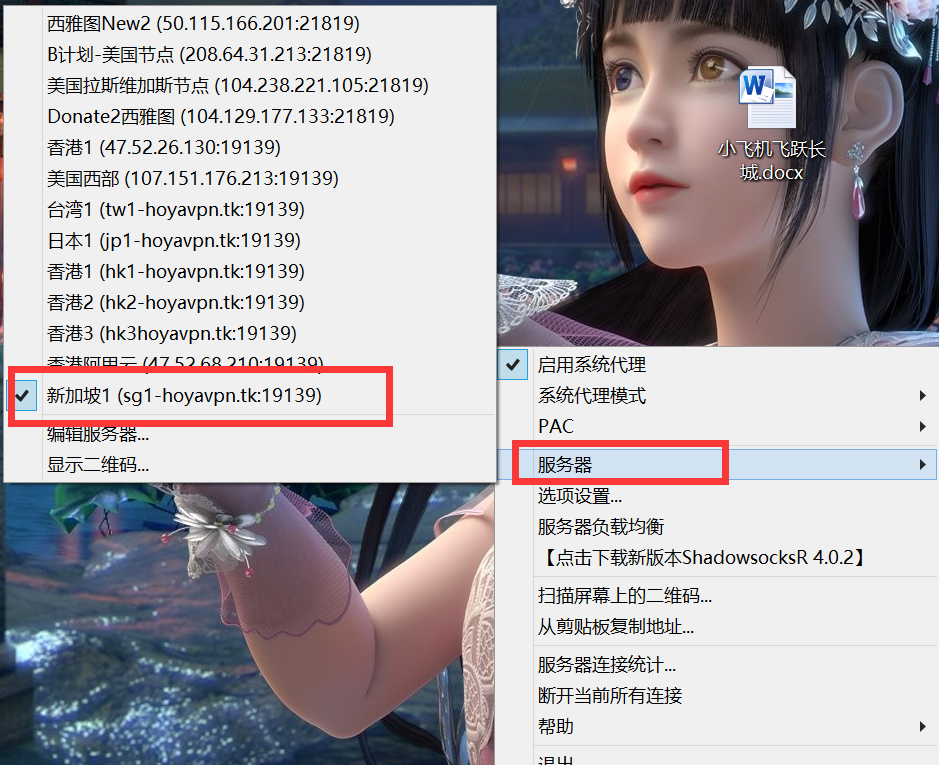 西雅图New2 (50.115.166.201:21819)
B计划-美国节点 (208.64.31.213:21819)
美国拉斯维加斯节点 (104.238.221.105:21819)
Donate2西雅图 (104.129.177.133:21819)
香港1 (47.52.26.130:19139)
美国西部 (107.151.176.213:19139)
台湾1 (tw1-hoyavpn.tk:19139)
日本1 (jp1-hoyavpn.tk:19139)
香港1 (hk1-hoyavpn.tk:19139)
香港2 (hk2-hoyavpn.tk:19139)
香港3 (hk3hoyavpn.tk:19139)
香港阿里云 (47.52.68.210:19139)
新加坡1 (sg1-hoyavpn.tk:19139)
编辑服务器...
显示二维码...
W
小飞机飞跃长
城.docx
启用系统代理
系统代理模式
PAC
服务器
选项设置...
服务器负载均衡
【点击下载新版本ShadowsocksR 4.0.2】
扫描屏幕上的二维码...
从剪贴板复制地址...
服务器连接统计...
断开当前所有连接
帮助
退出